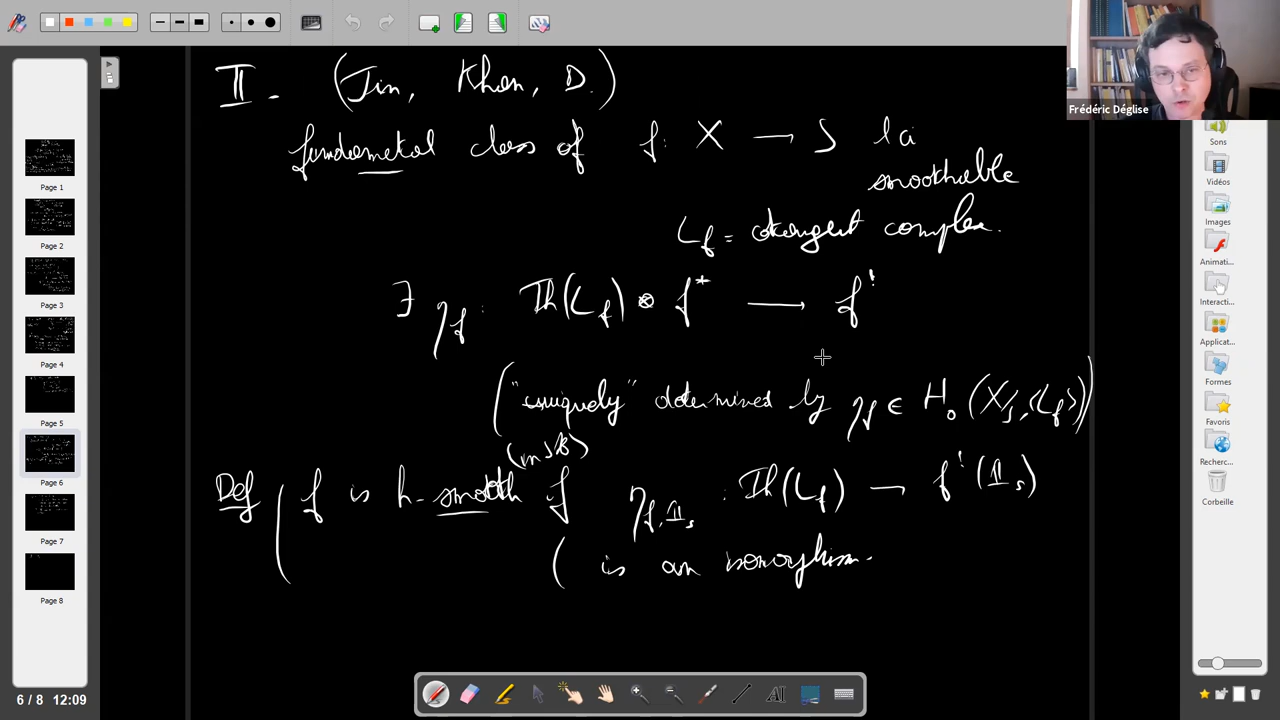 II. (Jin, Khan, D.)
fundametal class of f: X → S lci
smoothable
L_f = cotangent complex.
∃ η_f : Th(L_f) ⊗ f^* → f^!
("uniquely" determined by η_f ∈ H_0(X/S, <L_f>))
(in SH)
Def ( f is h-smooth if η_f,𝟙_S : Th(L_f) → f^!(𝟙_S)
( is an isomorphism.
Frédéric Déglise
Page 1
Page 2
Page 3
Page 4
Page 5
Page 6
Page 7
Page 8
6 / 8 12:09
Sons
Vidéos
Images
Animati...
Interacti...
Applicat...
Formes
Favoris
Recherc...
Corbeille